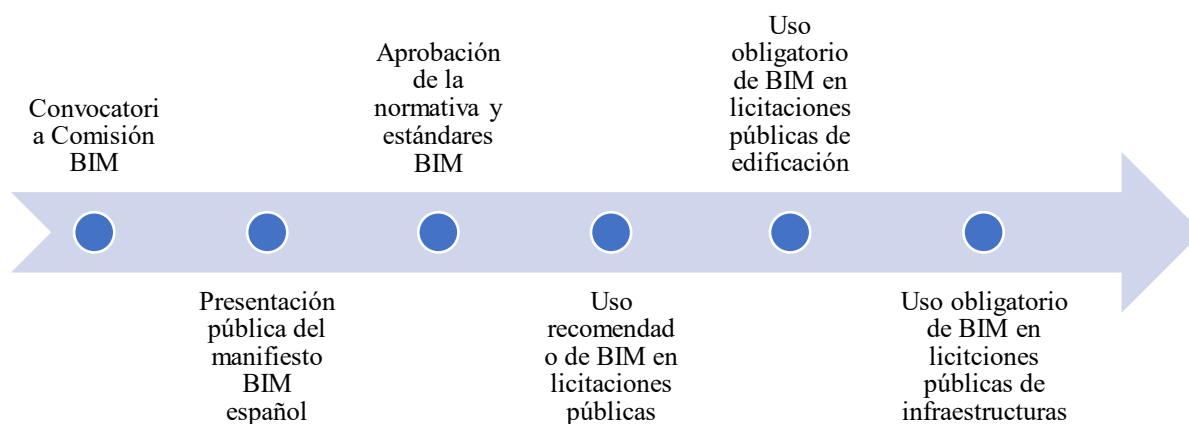 Convocatori
a Comisión
BIM
Presentación
pública del
manifiesto
BIM
español
Aprobación
de la
normativa y
estándares
BIM
Uso
recomendad
o de BIM en
licitaciones
públicas
Uso
obligatorio
de BIM en
licitaciones
públicas de
edificación
Uso obligatorio
de BIM en
licitciones
públicas de
infraestructuras